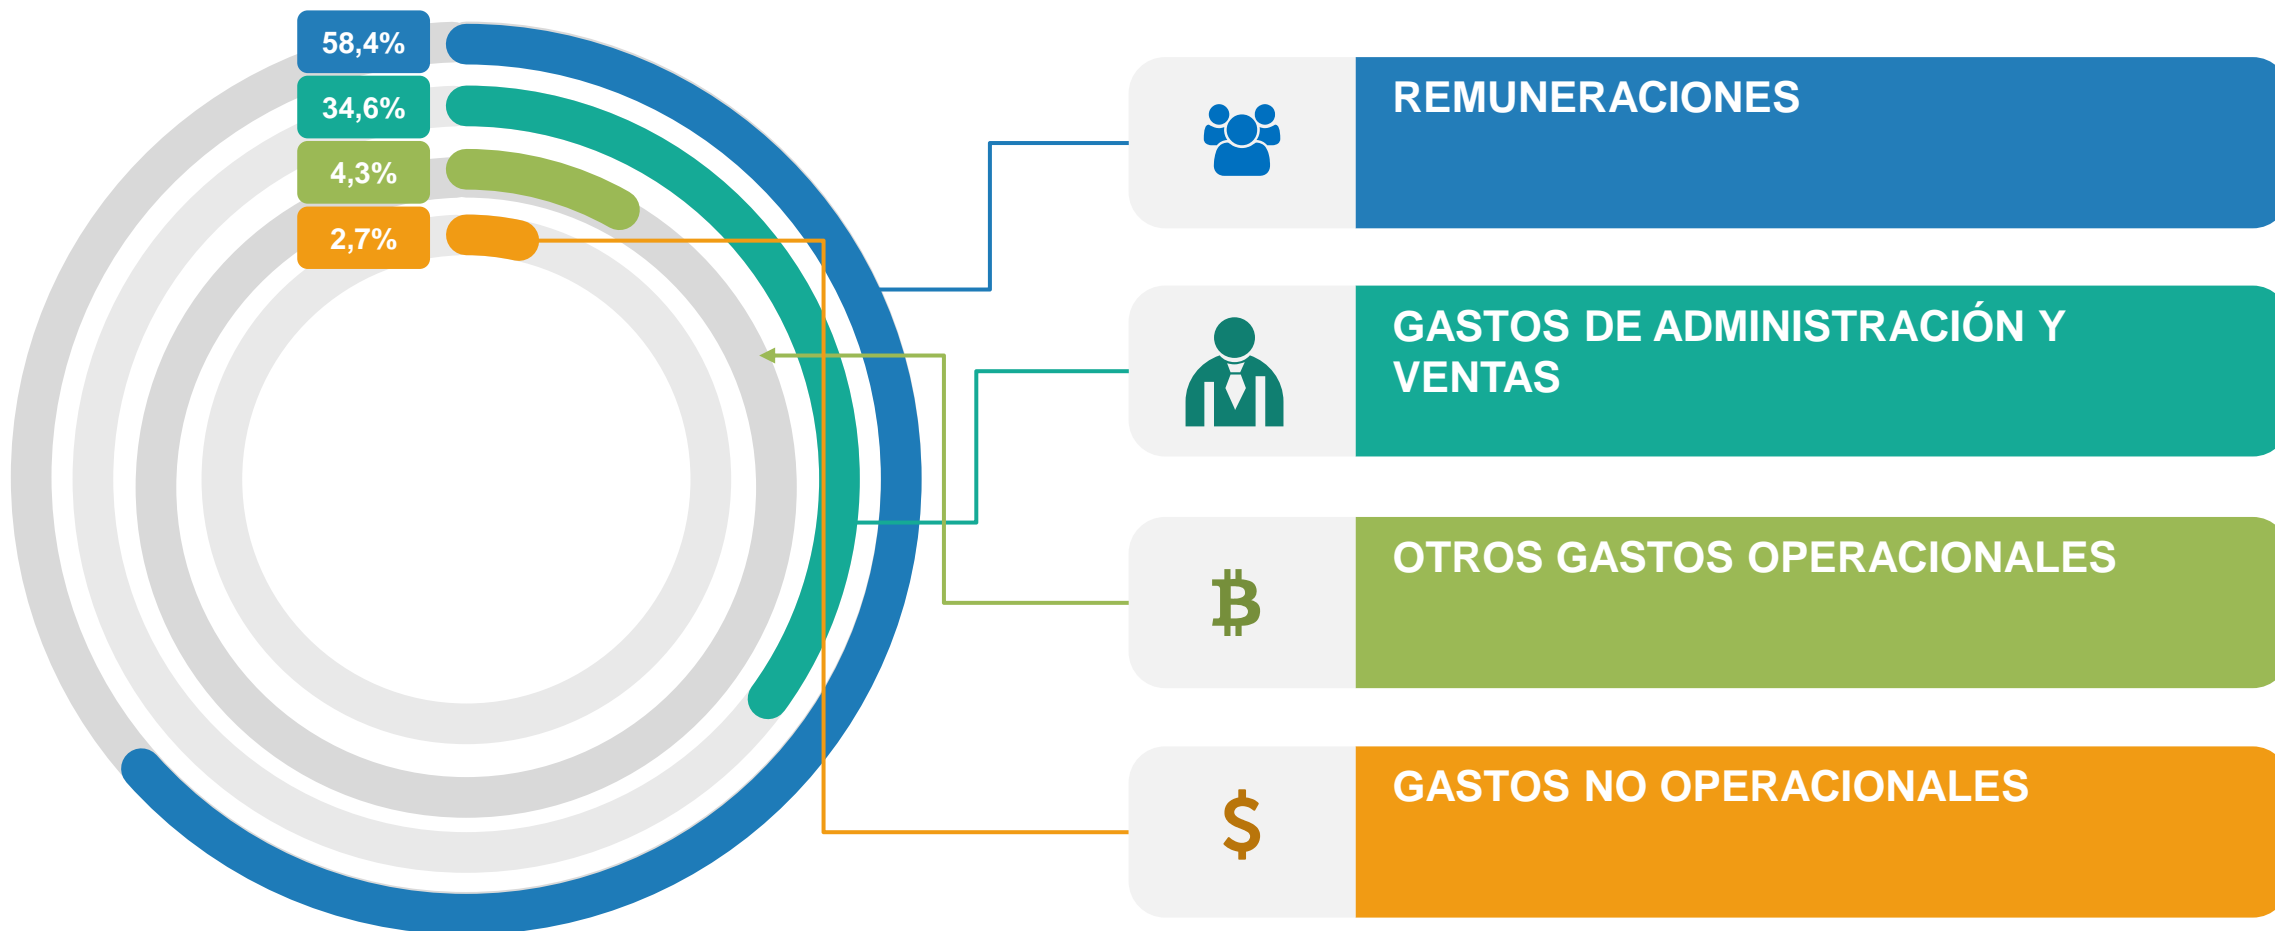 58,4%
34,6%
4,3%
2,7%
REMUNERACIONES
GASTOS DE ADMINISTRACIÓN Y
VENTAS
OTROS GASTOS OPERACIONALES
GASTOS NO OPERACIONALES